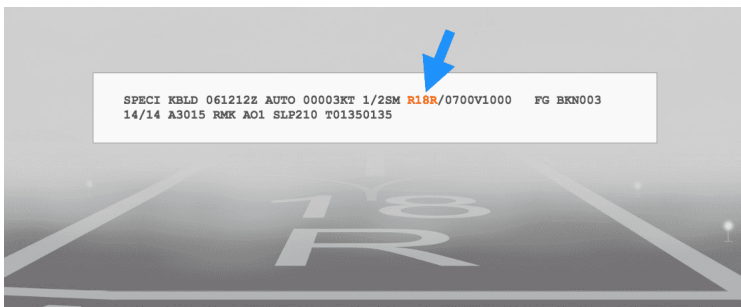 SPECI KBLD 061212Z AUTO 00003KT 1/2SM R18R/0700V1000 FG BKN003
14/14 A3015 RMK AO1 SLP210 T01350135
18
R